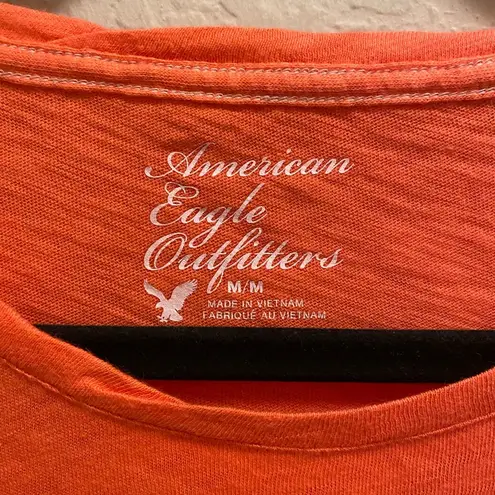 American
Eagle
Outfitters
M/M
MADE IN VIETNAM
FABRIQUÉ AU VIETNAM